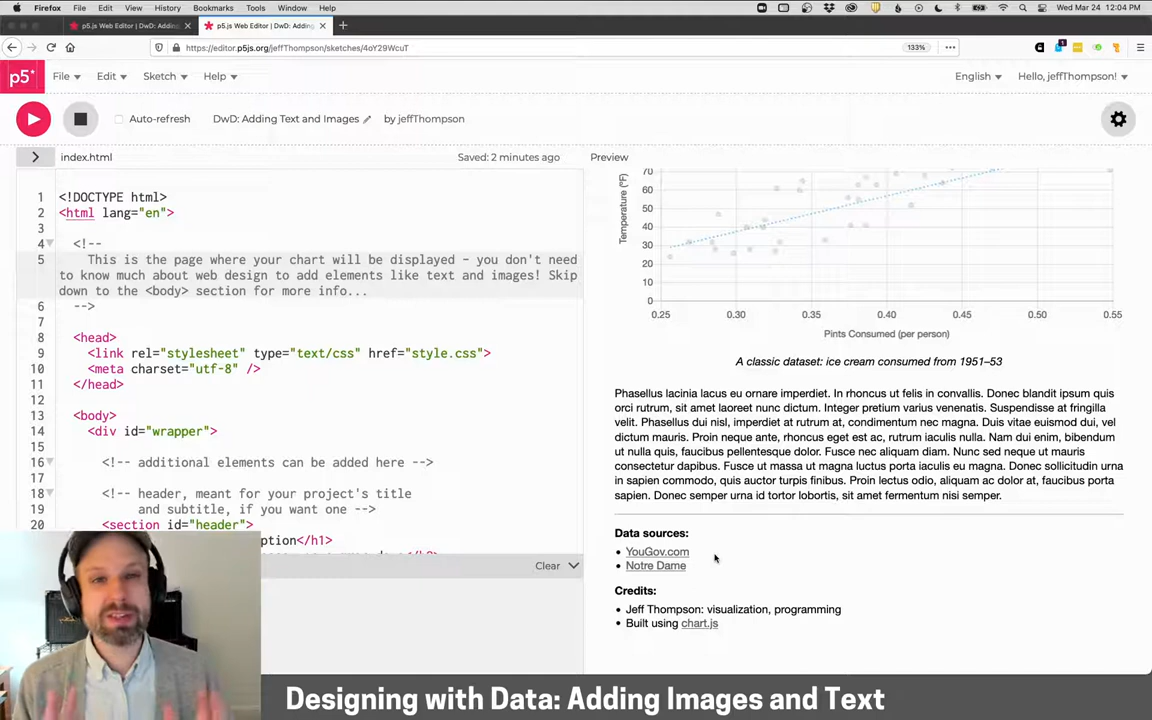 Firefox File Edit View History Bookmarks Tools Window Help
Wed Mar 24 12:04 PM
p5.js Web Editor | DwD: Adding
p5.js Web Editor | DwD: Adding
https://editor.p5js.org/jeffThompson/sketches/4oY29WcuT
133%
p5* File Edit Sketch Help English Hello, jeffThompson!
Auto-refresh DwD: Adding Text and Images by jeffThompson
index.html Saved: 2 minutes ago Preview
1 <!DOCTYPE html>
2 <html lang="en">
3
4 <!--
5 This is the page where your chart will be displayed – you don't need
to know much about web design to add elements like text and images! Skip
down to the <body> section for more info...
6 -->
7
8 <head>
9 <link rel="stylesheet" type="text/css" href="style.css">
10 <meta charset="utf-8" />
11 </head>
12
13 <body>
14 <div id="wrapper">
15
16 <!-- additional elements can be added here -->
17
18 <!-- header, meant for your project's title
19 and subtitle, if you want one -->
20 <section id="header">
ption</h1>
Clear
Temperature (°F)
70
60
50
40
30
20
10
0
0.25 0.30 0.35 0.40 0.45 0.50 0.55
Pints Consumed (per person)
A classic dataset: ice cream consumed from 1951–53
Phasellus lacinia lacus eu ornare imperdiet. In rhoncus ut felis in convallis. Donec blandit ipsum quis
orci rutrum, sit amet laoreet nunc dictum. Integer pretium varius venenatis. Suspendisse at fringilla
velit. Phasellus dui nisl, imperdiet at rutrum at, condimentum nec magna. Duis vitae euismod dui, vel
dictum mauris. Proin neque ante, rhoncus eget est ac, rutrum iaculis nulla. Nam dui enim, bibendum
ut nulla quis, faucibus pellentesque dolor. Fusce nec aliquam diam. Nunc sed neque ut mauris
consectetur dapibus. Fusce ut massa ut magna luctus porta iaculis eu magna. Donec sollicitudin urna
in sapien commodo, quis auctor turpis finibus. Proin lectus odio, aliquam ac dolor at, faucibus porta
sapien. Donec semper urna id tortor lobortis, sit amet fermentum nisi semper.
Data sources:
• YouGov.com
• Notre Dame
Credits:
• Jeff Thompson: visualization, programming
• Built using chart.js
Designing with Data: Adding Images and Text